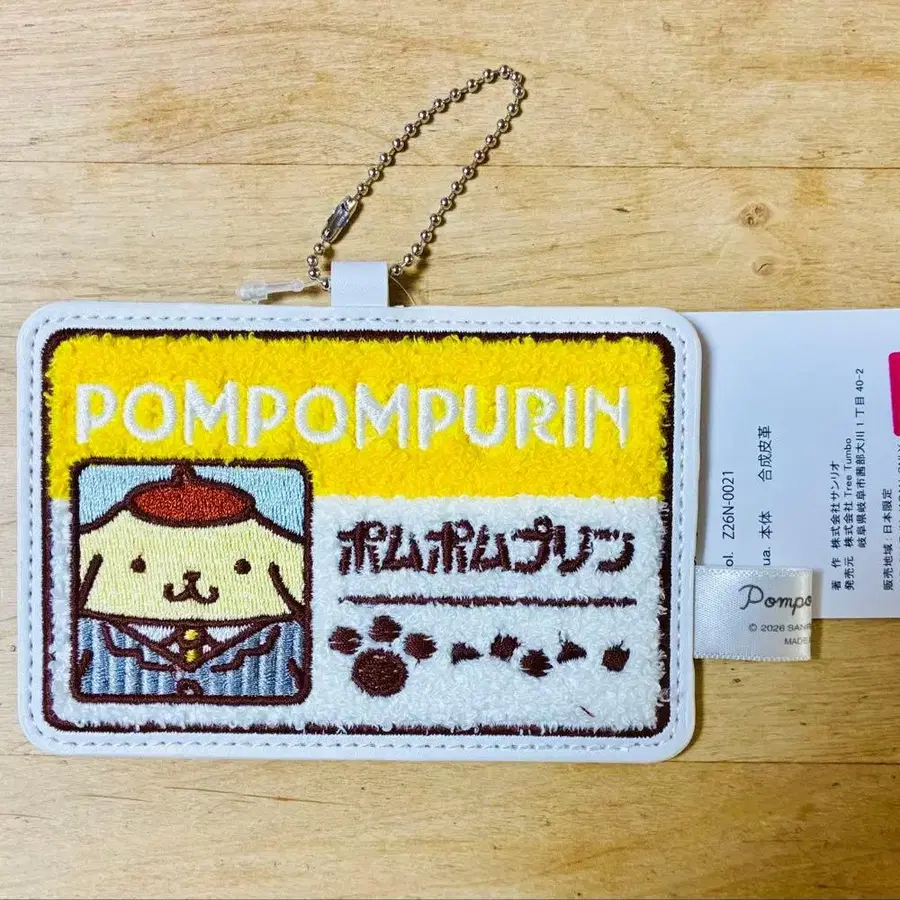 POMPOMPURIN
ポムポムプリン
ol. Z26N-0021
ua. 本体 合成皮革
著 作 株式会社サンリオ
発売元 株式会社 Tree Tumbo
岐阜県岐阜市茜部大川1丁目 40-2
販売地域:日本限定
Pompo
© 2026 SANR
MADE